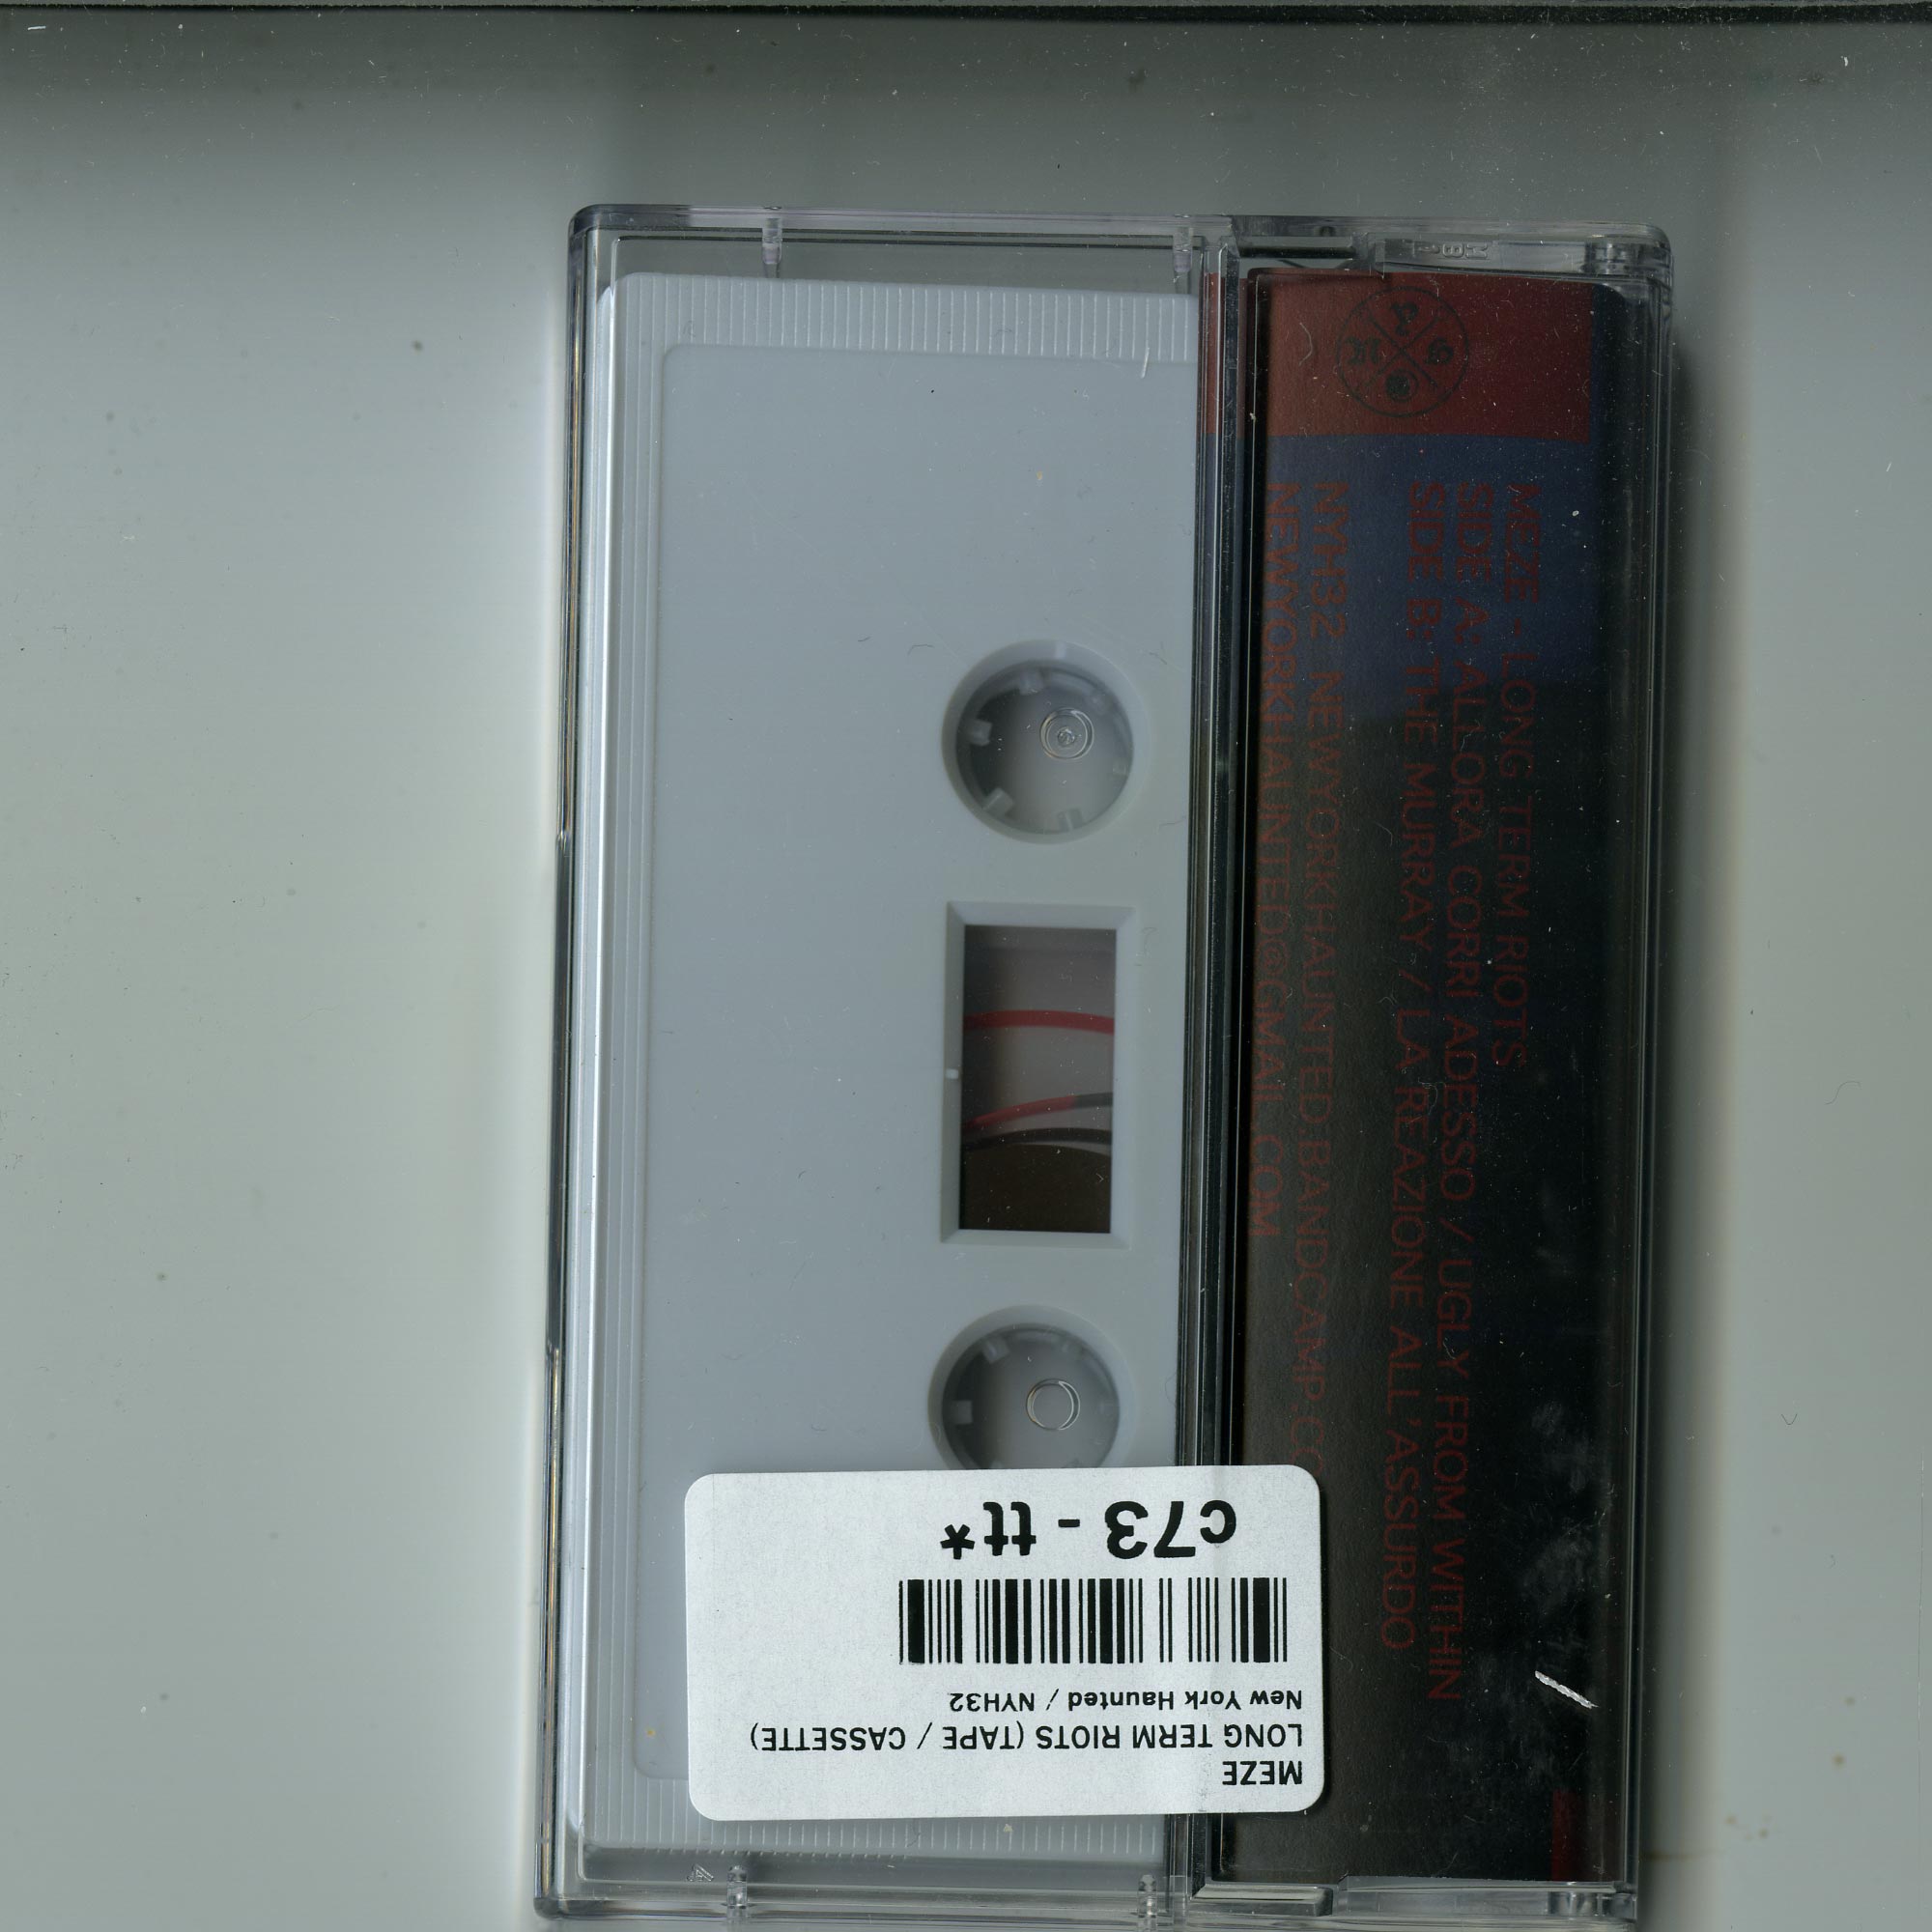 MEZE - LONG TERM RIOTS
SIDE A: ALLORA CORRI ADESSO / UGLY FROM WITHIN
SIDE B: THE MURRAY / LA REAZIONE ALL'ASSURDO
NYH32 NEWYORKHAUNTED.BANDCAMP.CO
NEWYORKHAUNTED@GMAIL.COM
MEZE
LONG TERM RIOTS (TAPE / CASSETTE)
New York Haunted / NYH32
c73 - tt*